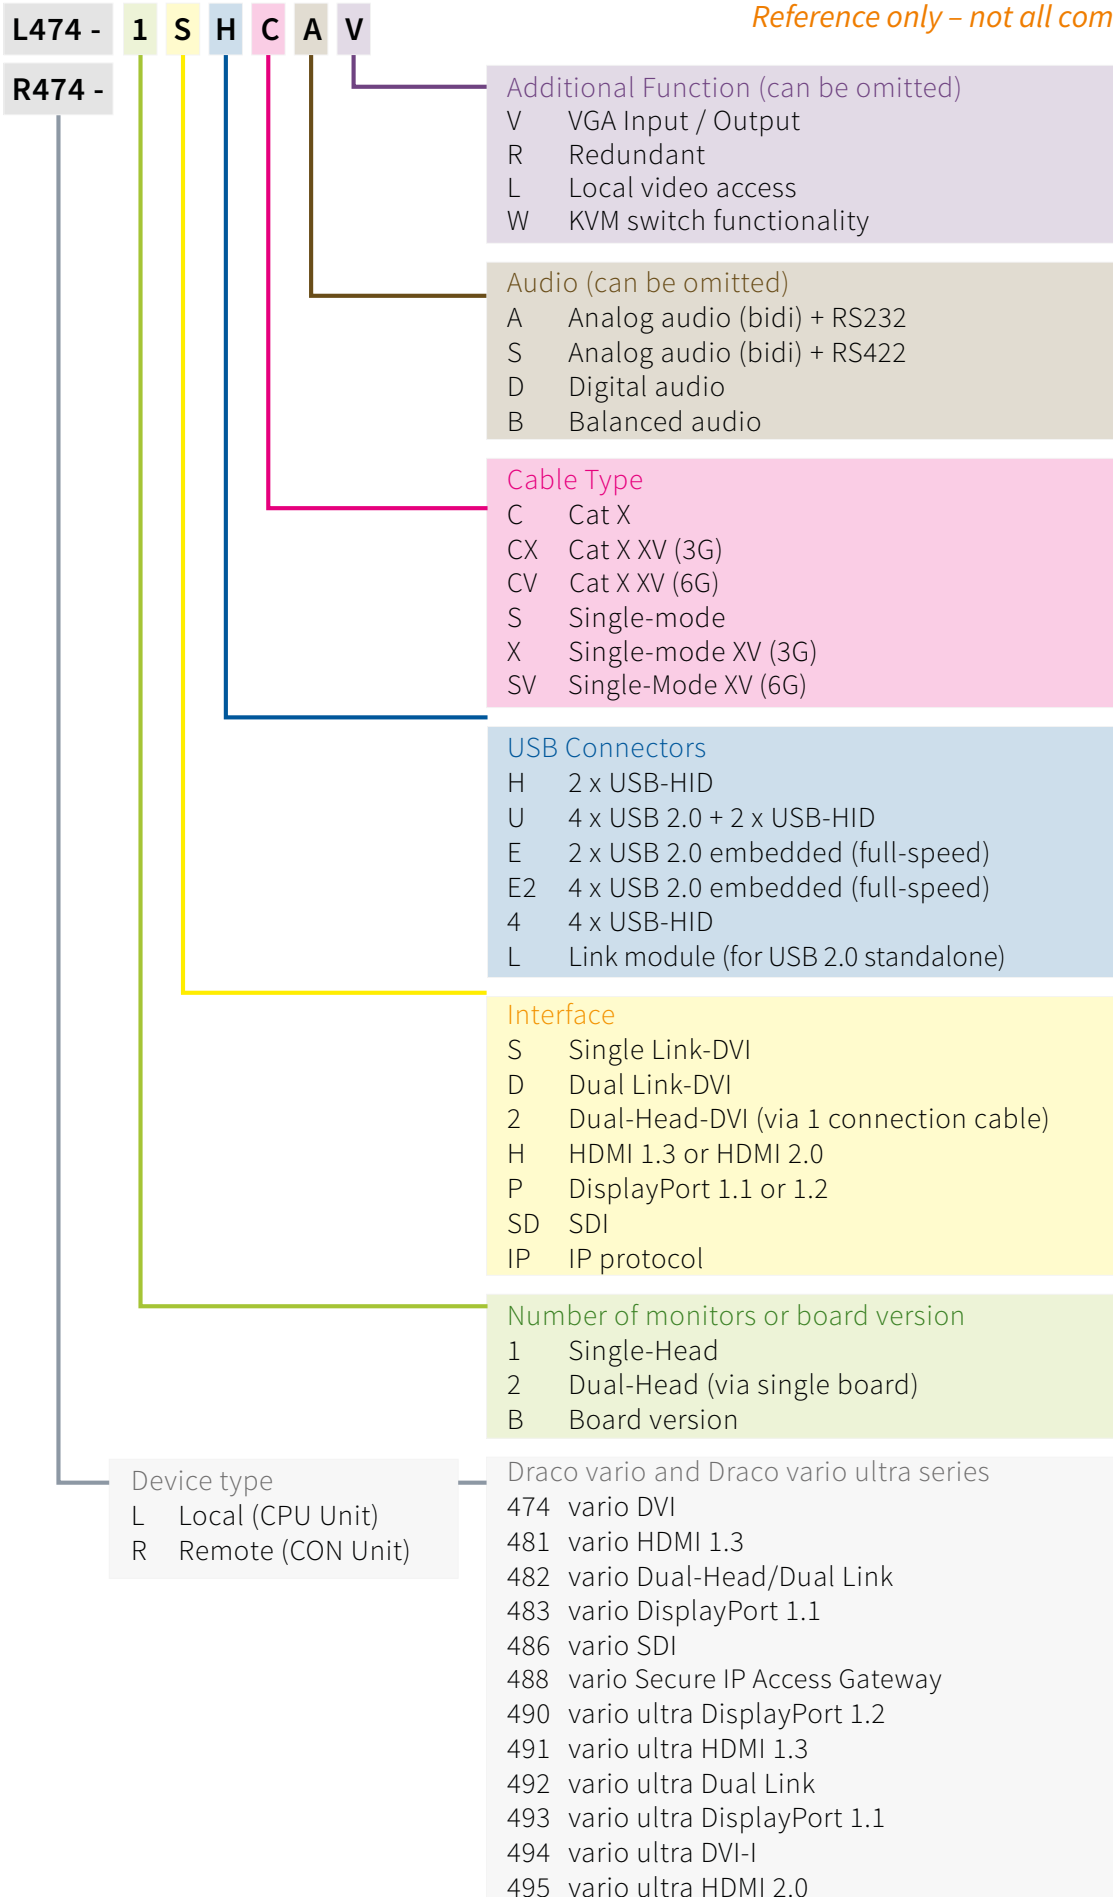 L474 - 1 S H C A V
Reference only – not all com
R474 -
Additional Function (can be omitted)
V VGA Input / Output
R Redundant
L Local video access
W KVM switch functionality
Audio (can be omitted)
A Analog audio (bidi) + RS232
S Analog audio (bidi) + RS422
D Digital audio
B Balanced audio
Cable Type
C Cat X
CX Cat X XV (3G)
CV Cat X XV (6G)
S Single-mode
X Single-mode XV (3G)
SV Single-Mode XV (6G)
USB Connectors
H 2 x USB-HID
U 4 x USB 2.0 + 2 x USB-HID
E 2 x USB 2.0 embedded (full-speed)
E2 4 x USB 2.0 embedded (full-speed)
4 4 x USB-HID
L Link module (for USB 2.0 standalone)
Interface
S Single Link-DVI
D Dual Link-DVI
2 Dual-Head-DVI (via 1 connection cable)
H HDMI 1.3 or HDMI 2.0
P DisplayPort 1.1 or 1.2
SD SDI
IP IP protocol
Number of monitors or board version
1 Single-Head
2 Dual-Head (via single board)
B Board version
Device type
L Local (CPU Unit)
R Remote (CON Unit)
Draco vario and Draco vario ultra series
474 vario DVI
481 vario HDMI 1.3
482 vario Dual-Head/Dual Link
483 vario DisplayPort 1.1
486 vario SDI
488 vario Secure IP Access Gateway
490 vario ultra DisplayPort 1.2
491 vario ultra HDMI 1.3
492 vario ultra Dual Link
493 vario ultra DisplayPort 1.1
494 vario ultra DVI-I
495 vario ultra HDMI 2.0